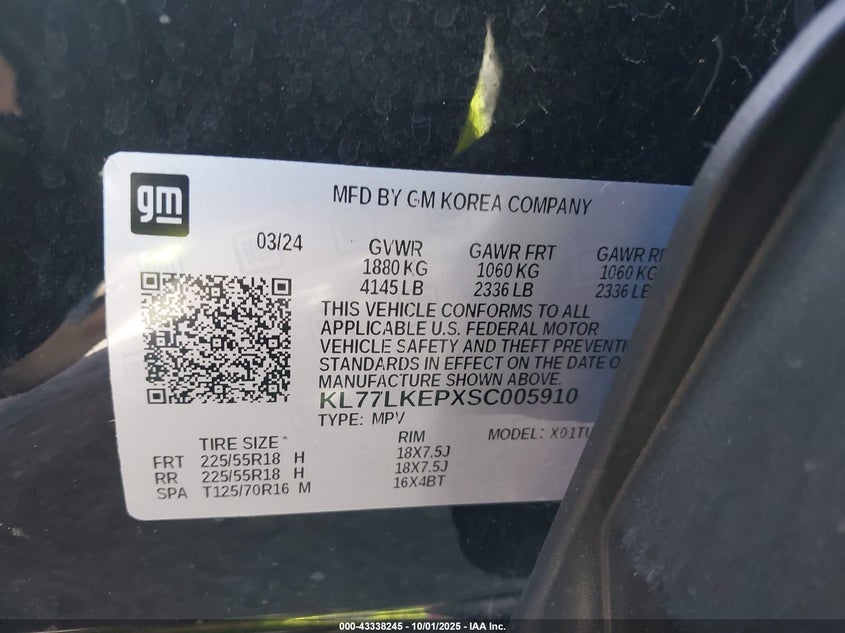 gm
MFD BY GM KOREA COMPANY
03/24
GVWR GAWR FRT GAWR
1880 KG 1060 KG 1060 KG
4145 LB 2336 LB 2336 LB
THIS VEHICLE CONFORMS TO ALL
APPLICABLE U.S. FEDERAL MOTOR
VEHICLE SAFETY AND THEFT
STANDARDS IN EFFECT ON THE DATE
MANUFACTURE SHOWN ABOVE.
KL77LKEPXSC005910
TYPE: MPV
TIRE SIZE RIM MODEL:
FRT 225/55R18 H 18X7.5J
RR 225/55R18 H 18X7.5J
SPA T125/70R16 M 16X4BT
000-43338245 - 10/01/2025 - IAA Inc.